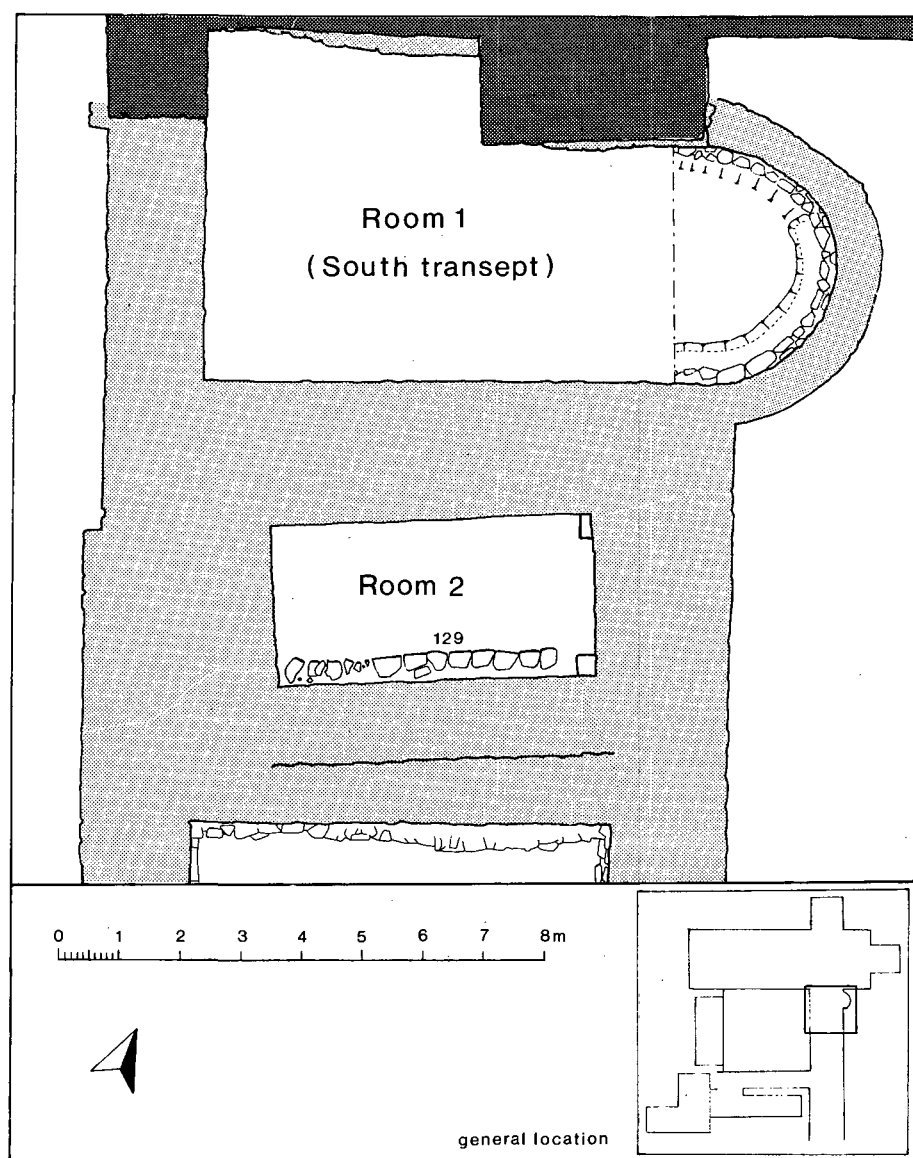 Room 1
(South transept)
Room 2
129
0 1 2 3 4 5 6 7 8m
general location